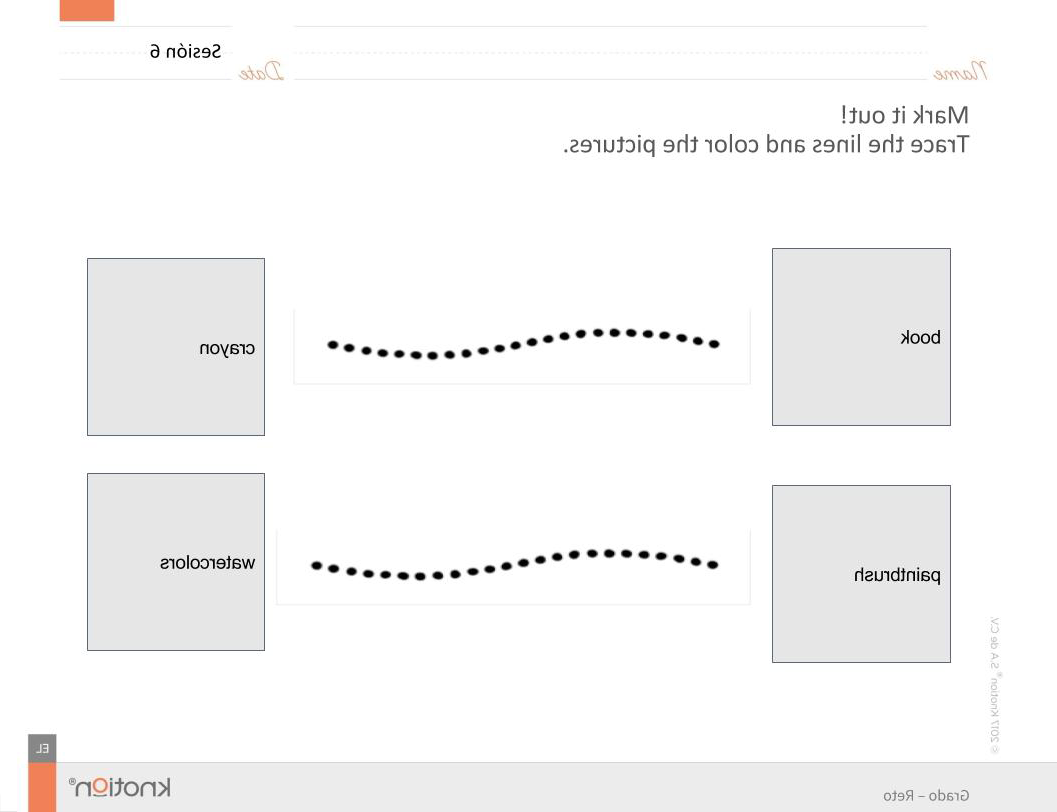 Name
Date
Sesión 6
Mark it out!
Trace the lines and color the pictures.
book
crayon
paintbrush
watercolors
© 2017 Knotion® S.A de C.V.
EL
Grado – Reto
knotion®